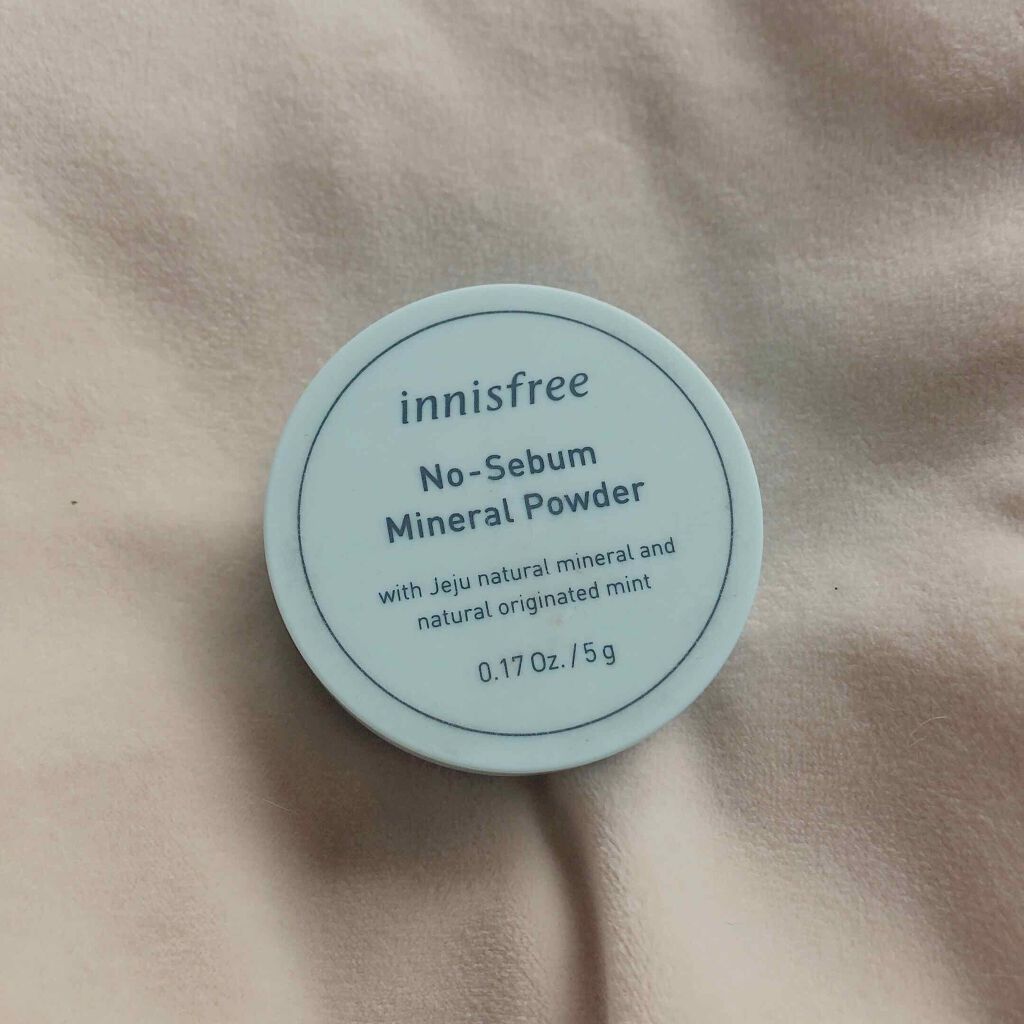 innisfree
No-Sebum
Mineral Powder
with Jeju natural mineral and
natural originated mint
0.17 Oz. / 5 g